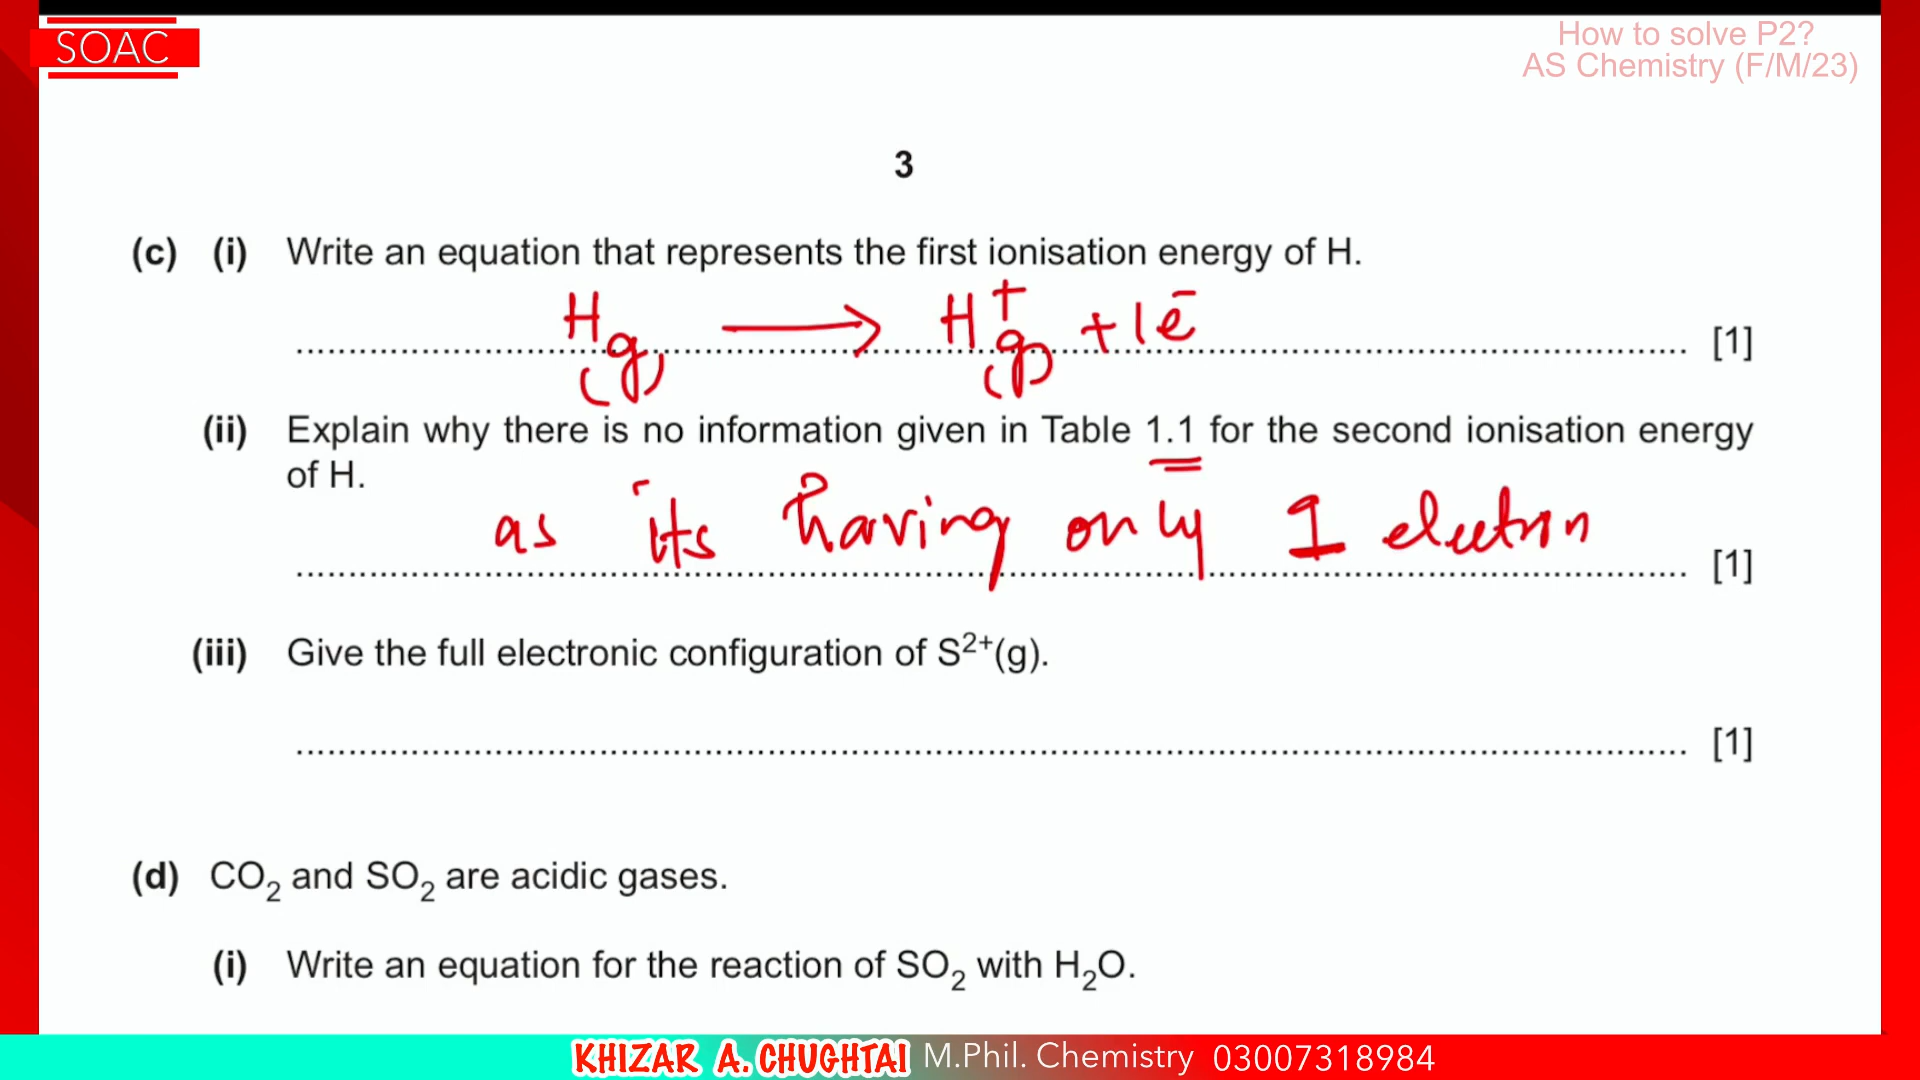 SOAC
How to solve P2?
AS Chemistry (F/M/23)
3
(c) (i) Write an equation that represents the first ionisation energy of H.
H(g) ⟶ H⁺(g) + 1e⁻
[1]
(ii) Explain why there is no information given in Table 1.1 for the second ionisation energy
of H.
as its having only 1 electron
[1]
(iii) Give the full electronic configuration of S²⁺(g).
[1]
(d) CO₂ and SO₂ are acidic gases.
(i) Write an equation for the reaction of SO₂ with H₂O.
KHIZAR A. CHUGHTAI M.Phil. Chemistry 03007318984